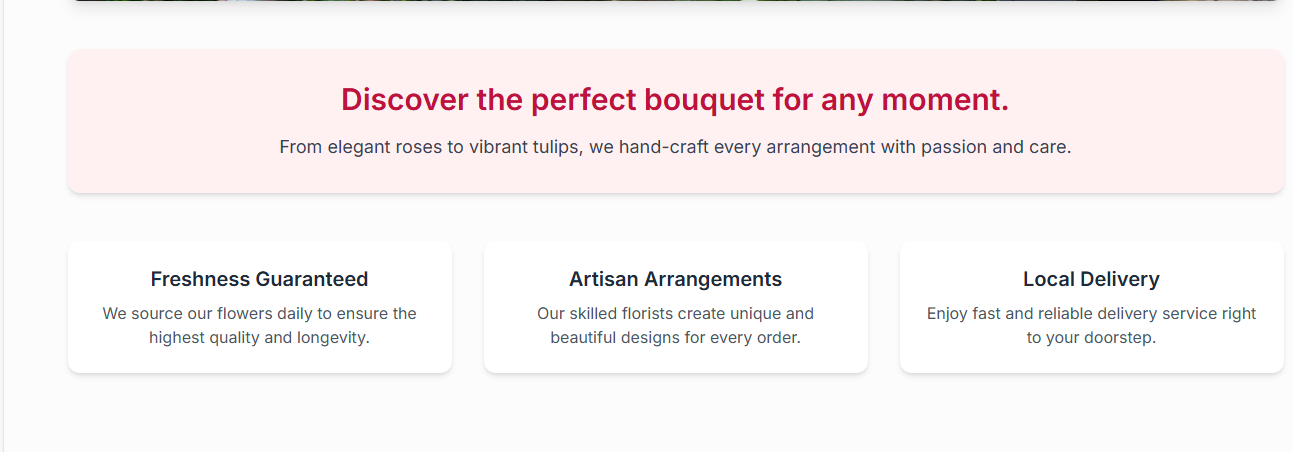 Discover the perfect bouquet for any moment.
From elegant roses to vibrant tulips, we hand-craft every arrangement with passion and care.
Freshness Guaranteed
We source our flowers daily to ensure the
highest quality and longevity.
Artisan Arrangements
Our skilled florists create unique and
beautiful designs for every order.
Local Delivery
Enjoy fast and reliable delivery service right
to your doorstep.